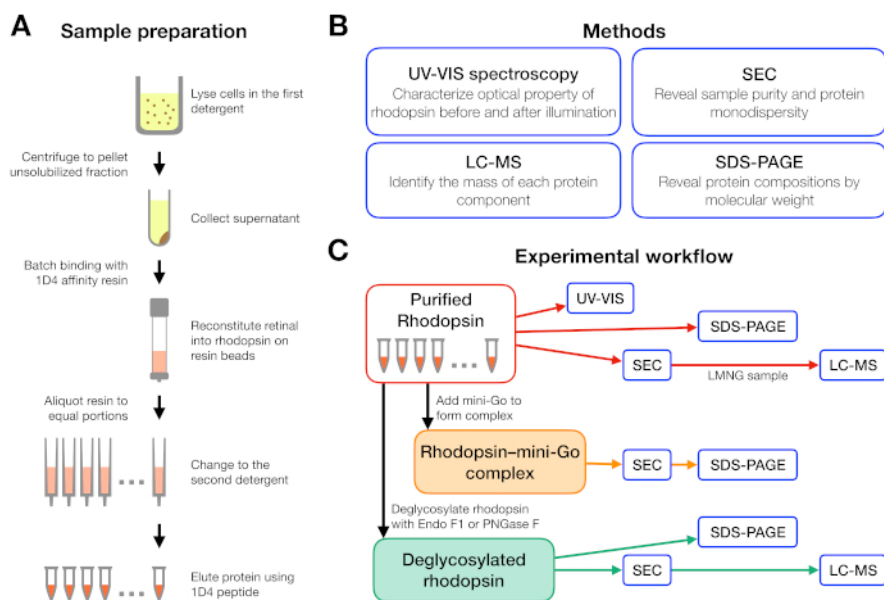 A
Sample preparation
Lyse cells in the first
detergent
Centrifuge to pellet
unsolubilized fraction
Collect supernatant
Batch binding with
1D4 affinity resin
Reconstitute retinal
into rhodopsin on
resin beads
Aliquot resin to
equal portions
Change to the
second detergent
Elute protein using
1D4 peptide
B
Methods
UV-VIS spectroscopy
Characterize optical property of
rhodopsin before and after illumination
SEC
Reveal sample purity and protein
monodispersity
LC-MS
Identify the mass of each protein
component
SDS-PAGE
Reveal protein compositions by
molecular weight
C
Experimental workflow
Purified
Rhodopsin
UV-VIS
SDS-PAGE
SEC
LMNG sample
LC-MS
Add mini-Go to
form complex
Rhodopsin–mini-Go
complex
SEC
SDS-PAGE
Deglycosylate rhodopsin
with Endo F1 or PNGase F
Deglycosylated
rhodopsin
SDS-PAGE
SEC
LC-MS